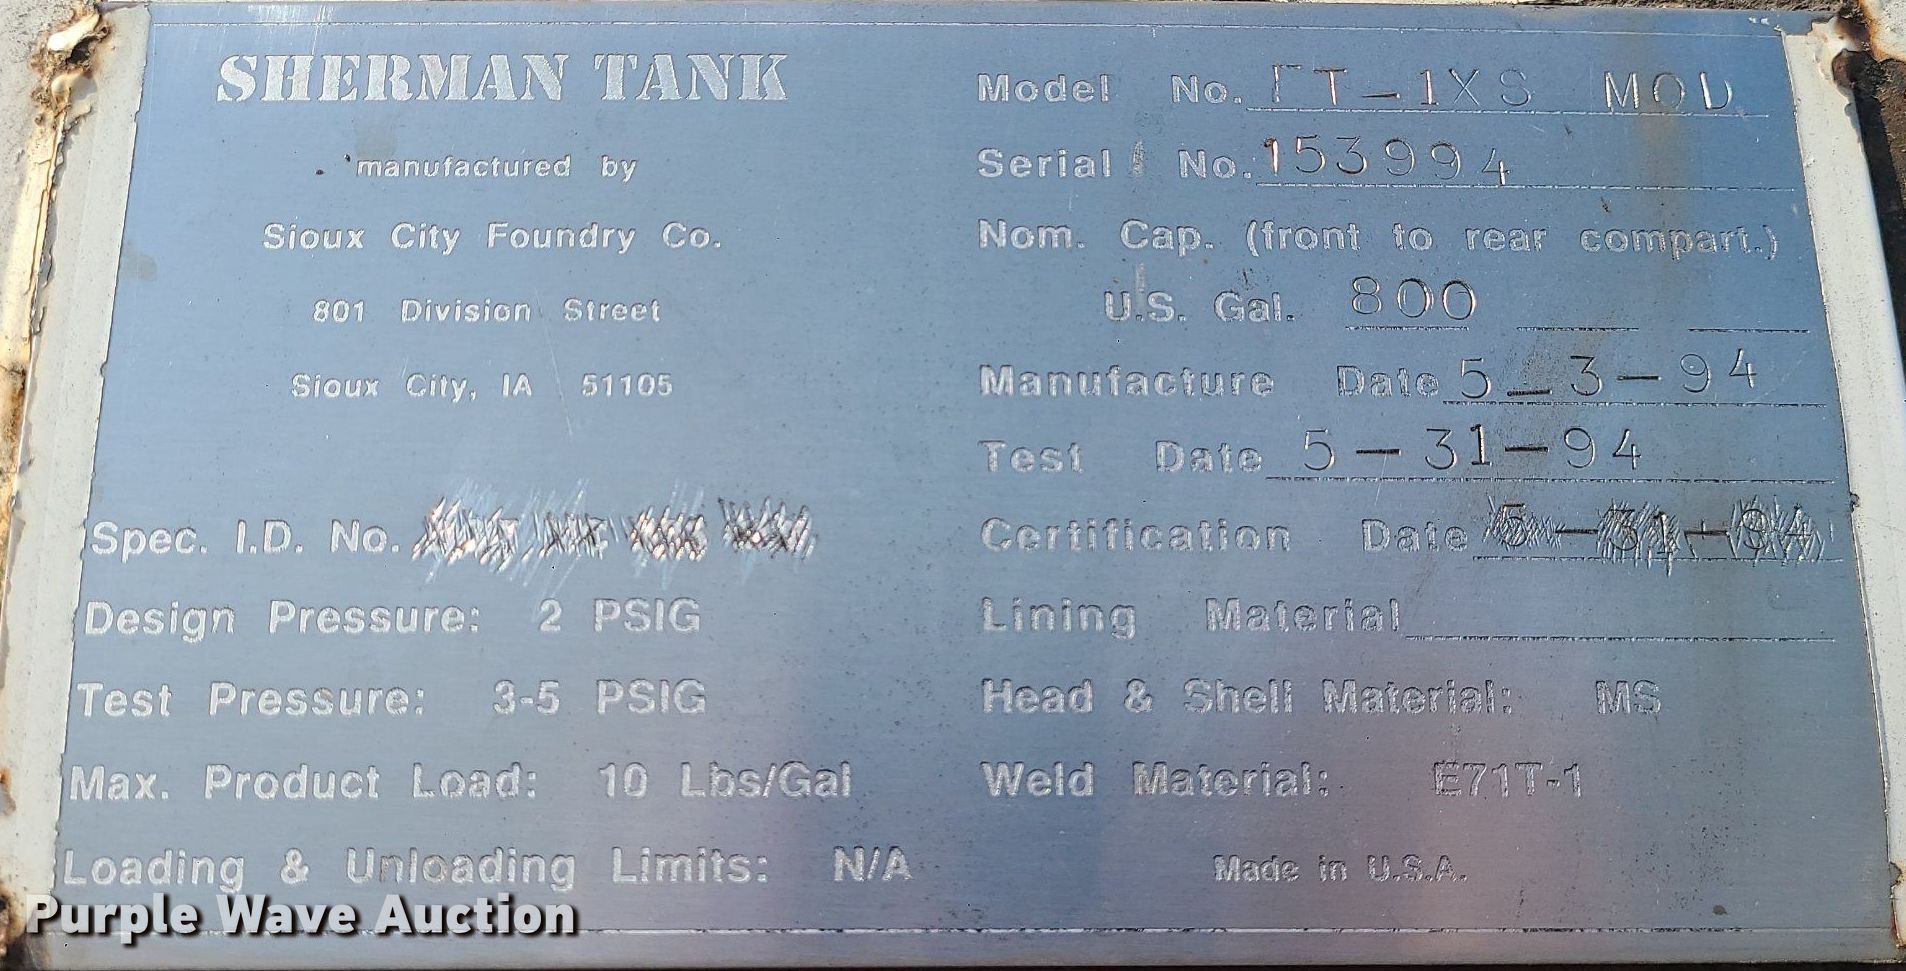 SHERMAN TANK
manufactured by
Sioux City Foundry Co.
801 Division Street
Sioux City, IA 51105
Spec. I.D. No.
Design Pressure: 2 PSIG
Test Pressure: 3-5 PSIG
Max. Product Load: 10 Lbs/Gal
Loading & Unloading Limits: N/A
Model No. T-1XS MOD
Serial No. 153994
Nom. Cap. (front to rear compart.)
U.S. Gal. 800
Manufacture Date 5-3-94
Test Date 5-31-94
Certification Date 5-31-94
Lining Material
Head & Shell Material: MS
Weld Material: E71T-1
Made in U.S.A.
Purple Wave Auction